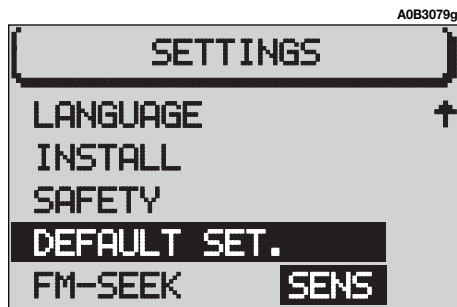 A0B3079g
SETTINGS
LANGUAGE
INSTALL
SAFETY
DEFAULT SET.
FM-SEEK SENS